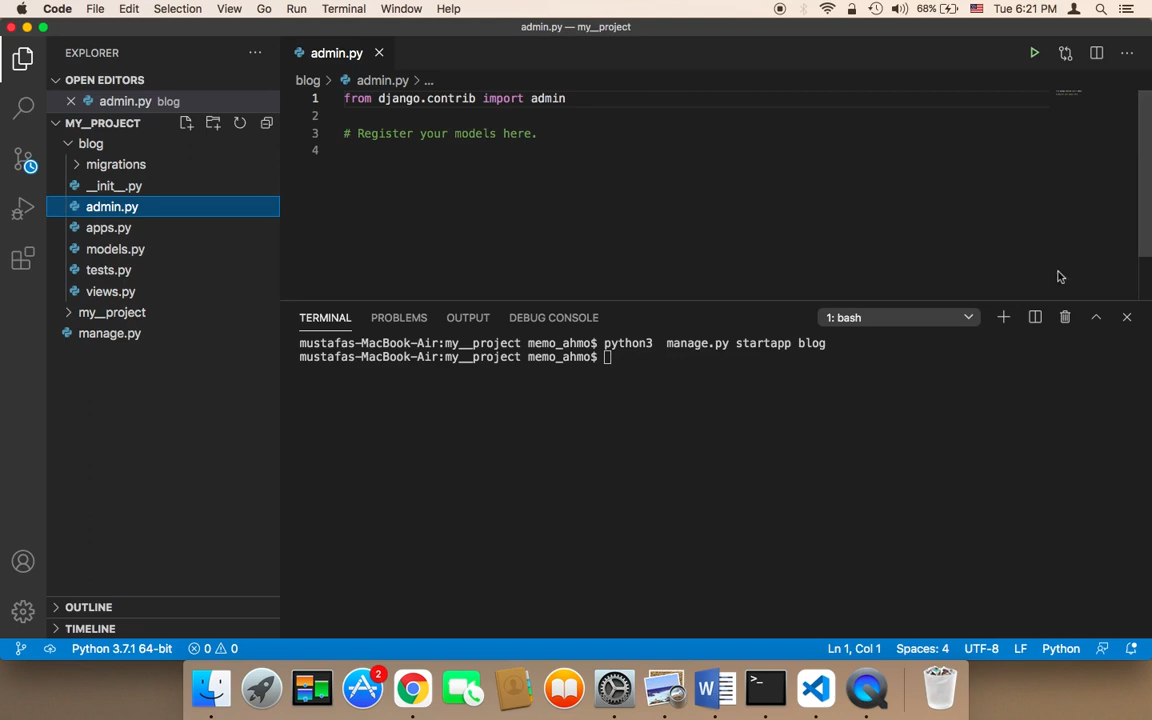 Code File Edit Selection View Go Run Terminal Window Help 68% Tue 6:21 PM
admin.py — my__project
EXPLORER
OPEN EDITORS
admin.py blog
MY__PROJECT
blog
migrations
__init__.py
admin.py
apps.py
models.py
tests.py
views.py
my__project
manage.py
OUTLINE
TIMELINE
admin.py
blog > admin.py > ...
1 from django.contrib import admin
2
3 # Register your models here.
4
TERMINAL PROBLEMS OUTPUT DEBUG CONSOLE 1: bash
mustafas-MacBook-Air:my__project memo_ahmo$ python3  manage.py startapp blog
mustafas-MacBook-Air:my__project memo_ahmo$
Python 3.7.1 64-bit 0 0 Ln 1, Col 1 Spaces: 4 UTF-8 LF Python
2